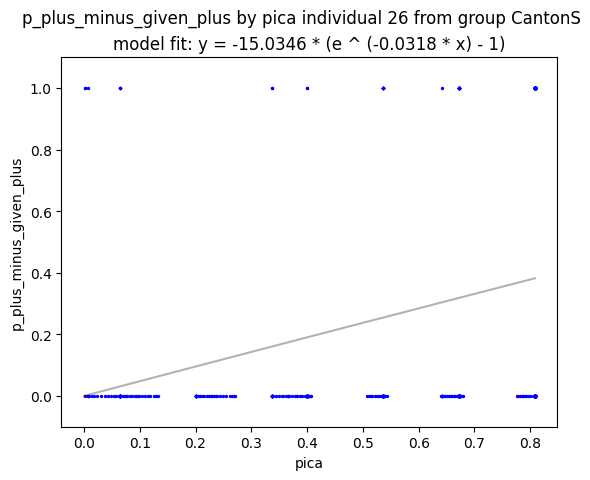 p_plus_minus_given_plus by pica individual 26 from group CantonS
model fit: y = -15.0346 * (e ^ (-0.0318 * x) - 1)
1.0
0.8
0.6
0.4
0.2
0.0
p_plus_minus_given_plus
0.0 0.1 0.2 0.3 0.4 0.5 0.6 0.7 0.8
pica